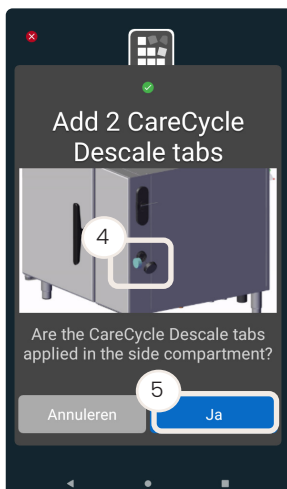 Add 2 CareCycle
Descale tabs
4
Are the CareCycle Descale tabs
applied in the side compartment?
5
Annuleren
Ja